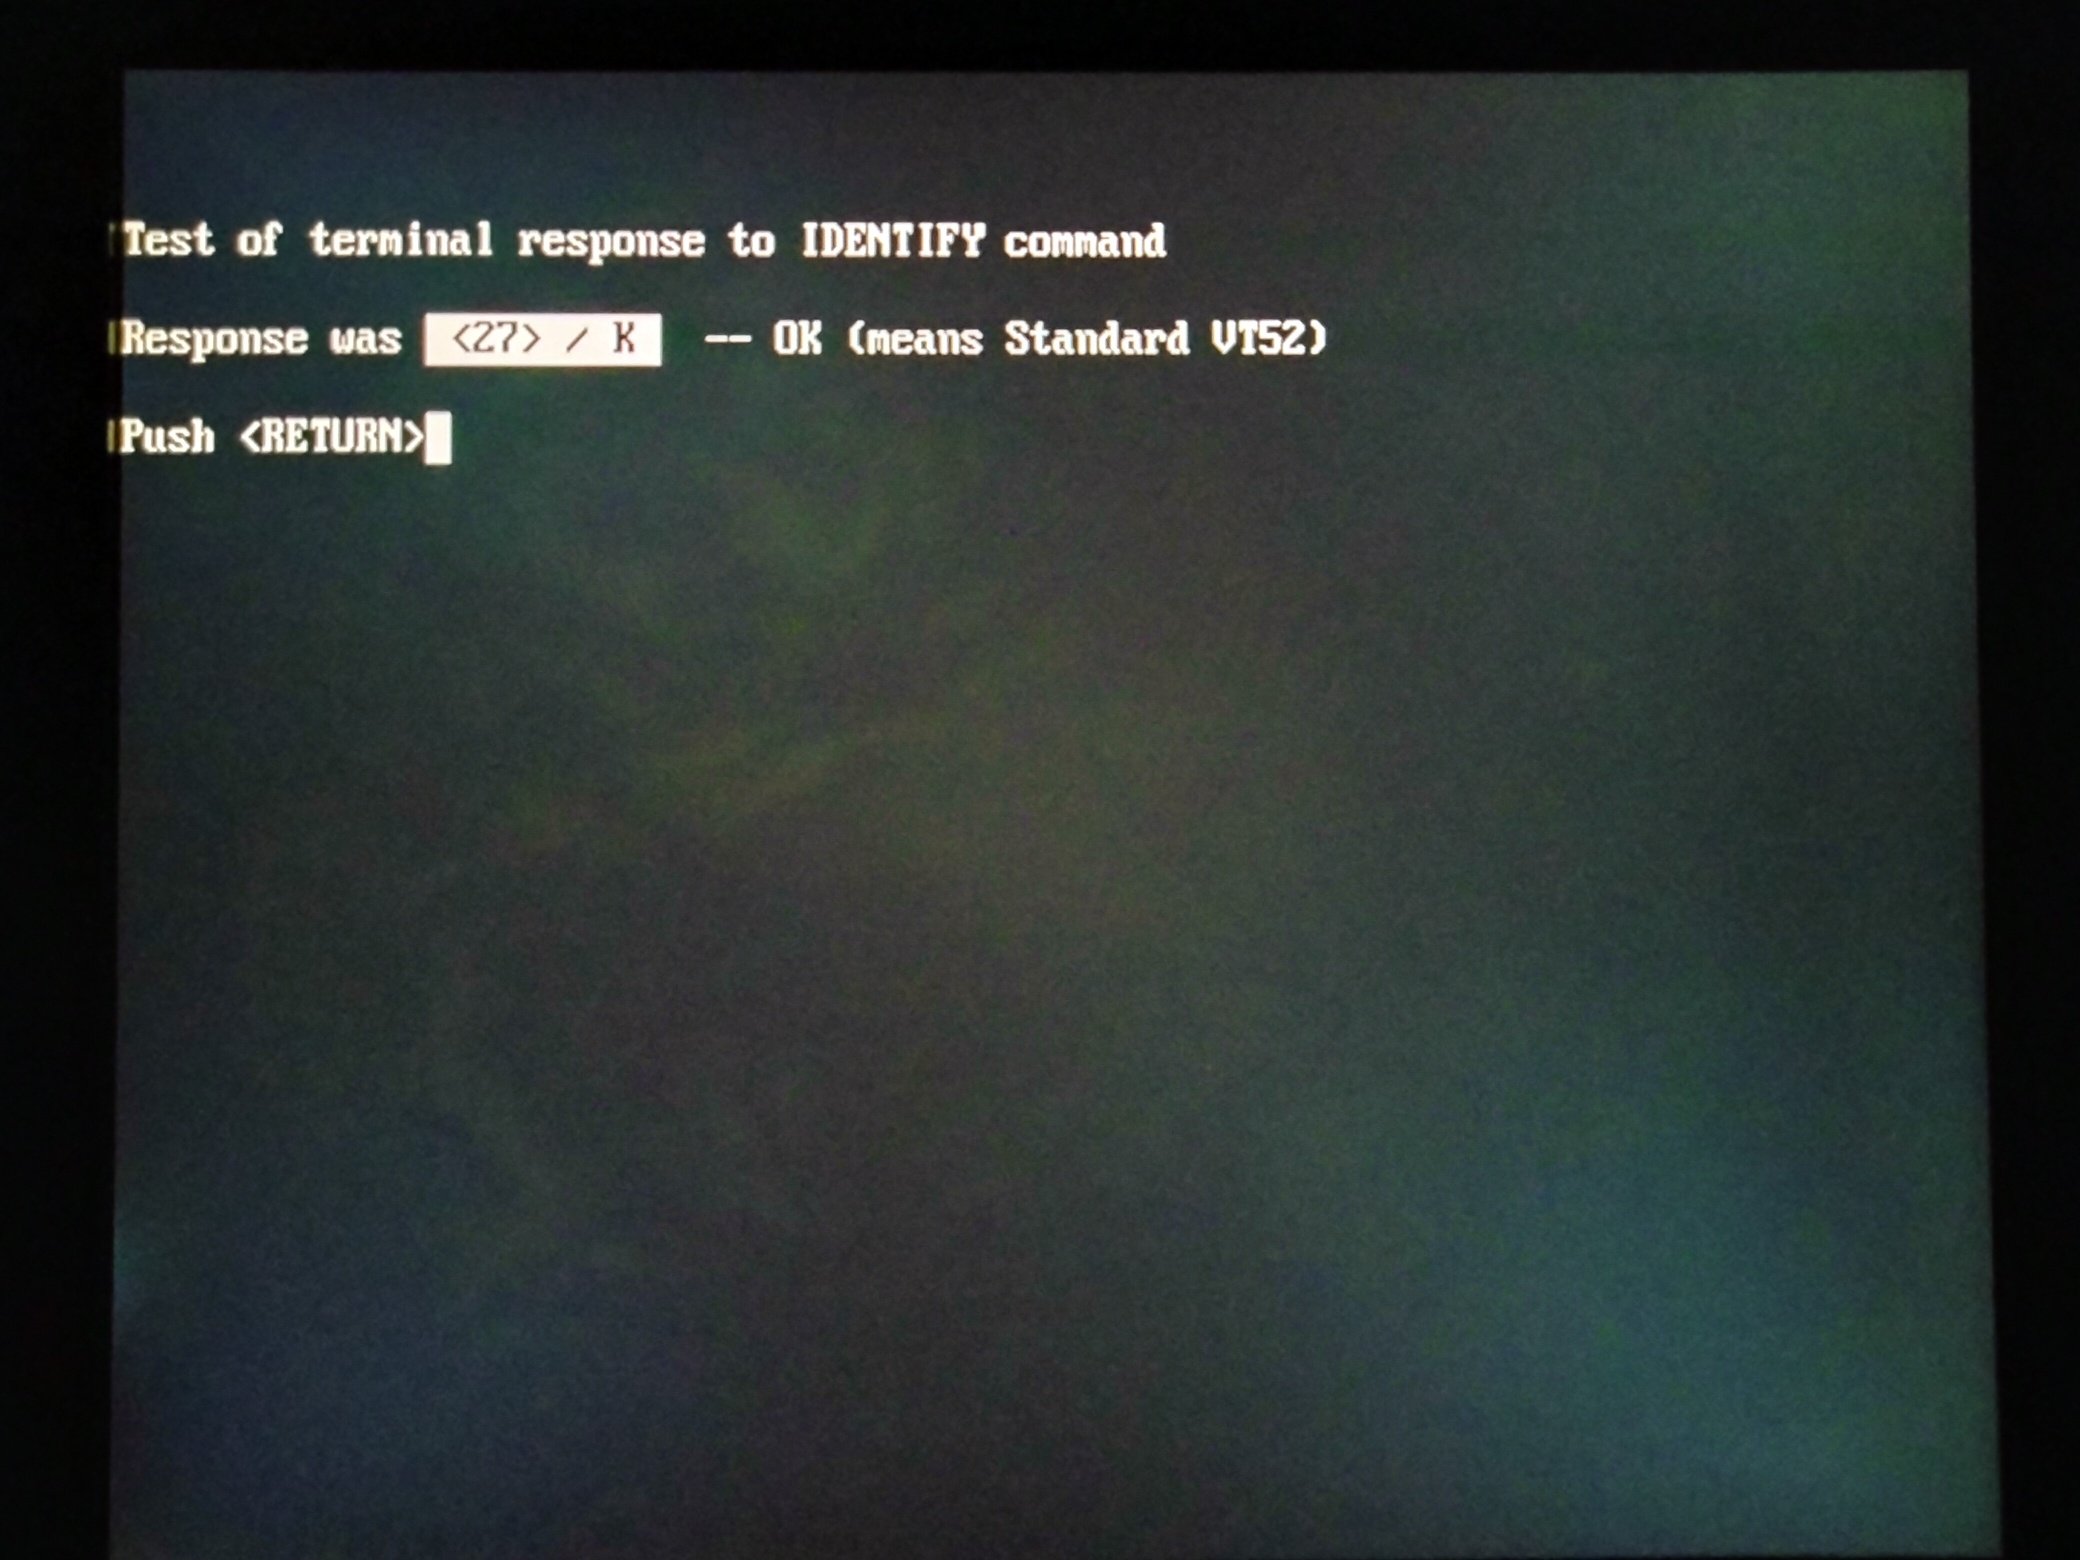 Test of terminal response to IDENTIFY command
Response was <27> / K -- OK (means Standard VT52)
Push <RETURN>